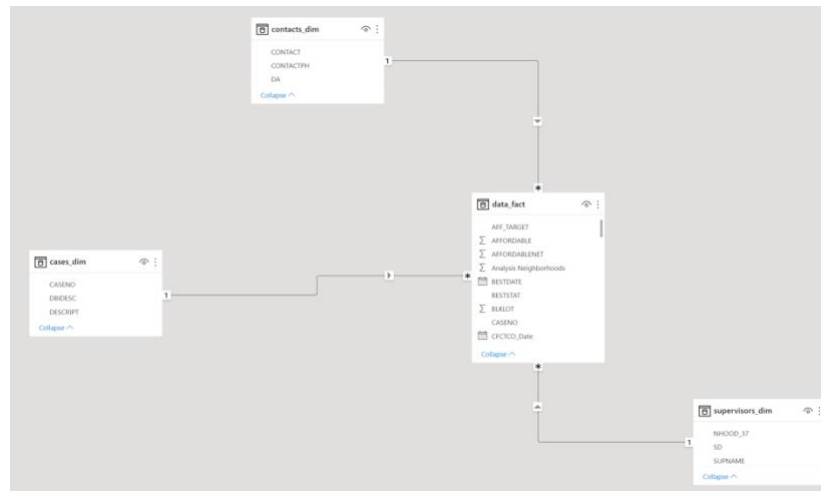 contacts_dim
CONTACT
CONTACTPH
DA
Collapse
1
*
data_fact
AFF_TARGET
AFFORDABLE
AFFORDABLENET
Analysis Neighborhoods
BESTDATE
BESTSTAT
BLKLOT
CASENO
CFCTCO_Date
Collapse
*
cases_dim
CASENO
DBIDESC
DESCRIPT
Collapse
1
*
supervisors_dim
NHOOD_37
SD
SUPNAME
Collapse
1